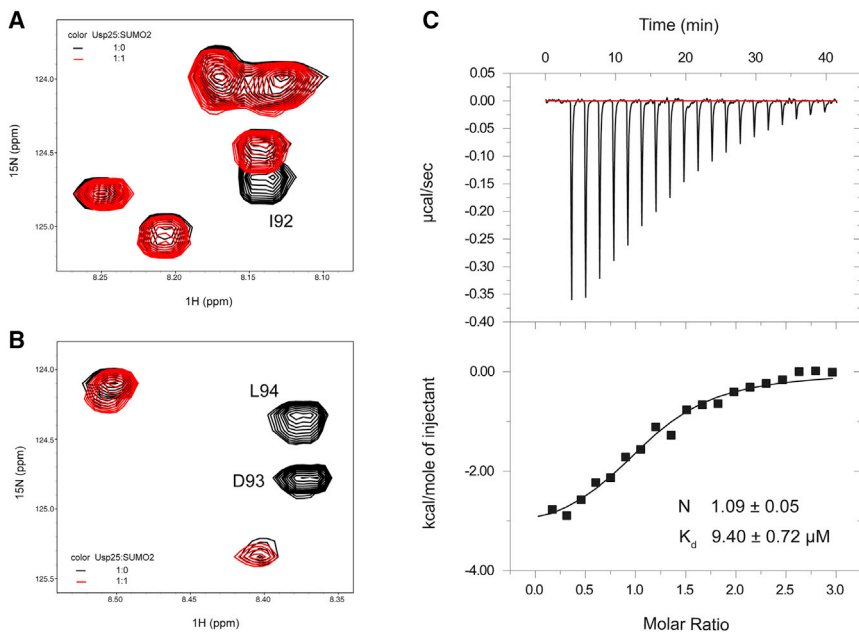 A
color Usp25:SUMO2
1:0
1:1
124.0
124.5
125.0
15N (ppm)
I92
8.25
8.20
8.15
8.10
1H (ppm)
B
L94
D93
124.0
124.5
125.0
125.5
15N (ppm)
color Usp25:SUMO2
1:0
1:1
8.50
8.45
8.40
8.35
1H (ppm)
C
Time (min)
0 10 20 30 40
0.05
0.00
-0.05
-0.10
-0.15
-0.20
-0.25
-0.30
-0.35
-0.40
µcal/sec
0.00
-2.00
-4.00
kcal/mole of injectant
N 1.09 ± 0.05
Kd 9.40 ± 0.72 µM
0.0 0.5 1.0 1.5 2.0 2.5 3.0
Molar Ratio